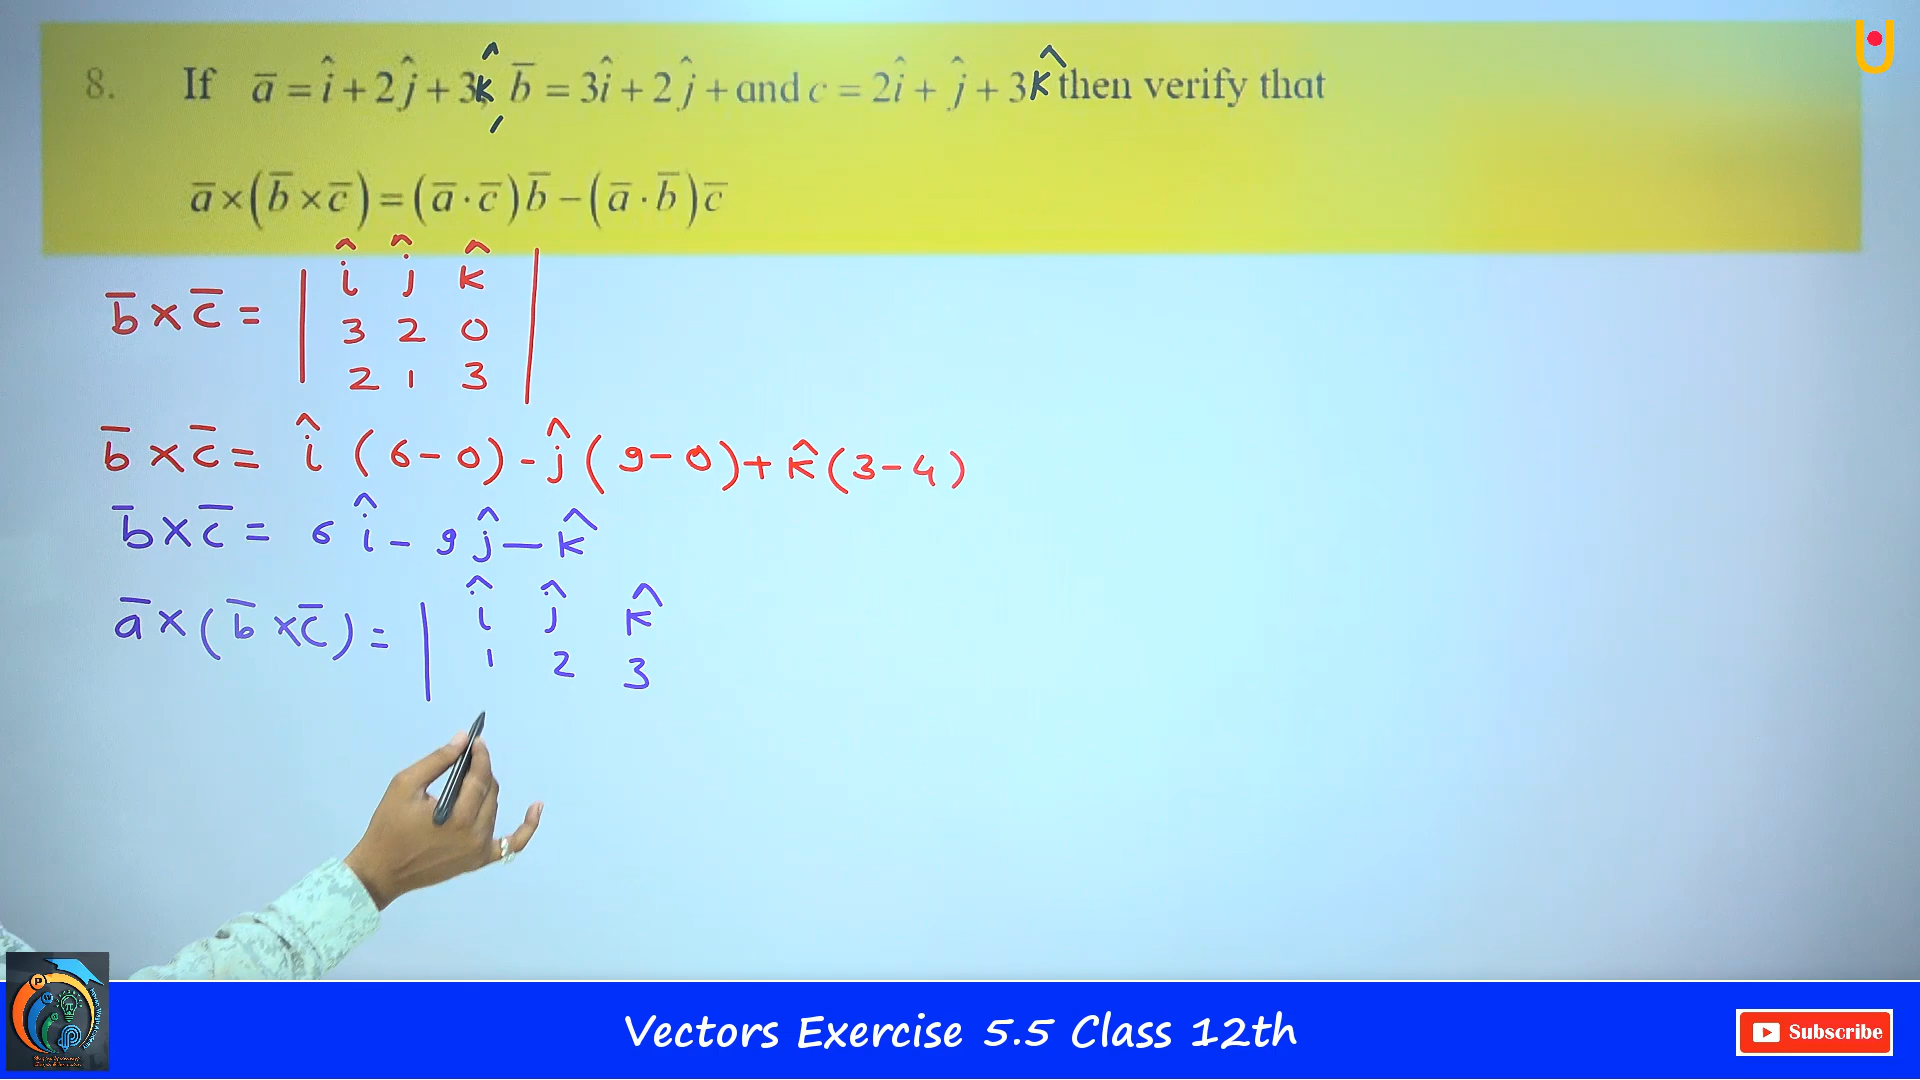 8. If a̅ = î + 2ĵ + 3k̂, b̅ = 3î + 2ĵ + and c = 2î + ĵ + 3k̂ then verify that
a̅ × (b̅ × c̅) = (a̅ · c̅) b̅ − (a̅ · b̅) c̅
b̅ × c̅ = | î ĵ k̂ |
3 2 0
2 1 3
b̅ × c̅ = î (6 − 0) − ĵ (9 − 0) + k̂ (3 − 4)
b̅ × c̅ = 6î − 9ĵ − k̂
a̅ × (b̅ × c̅) = | î ĵ k̂
1 2 3
Vectors Exercise 5.5 Class 12th
Subscribe